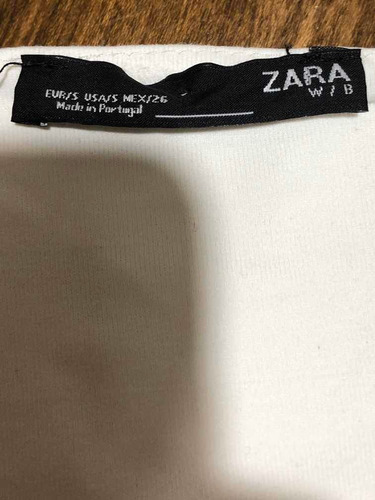 ZARA
W / B
EUR/S USA/S MEX/26
Made in Portugal